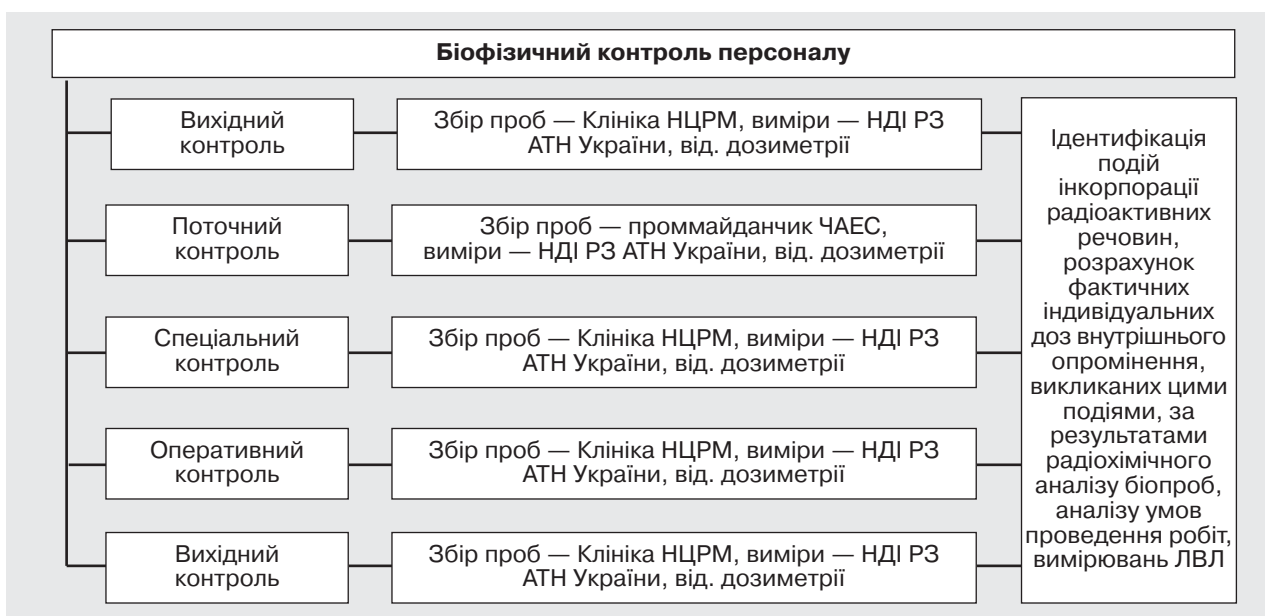 Біофізичний контроль персоналу
Вихідний
контроль
Збір проб — Клініка НЦРМ, виміри — НДІ РЗ
АТН України, від. дозиметрії
Поточний
контроль
Збір проб — проммайданчик ЧАЕС,
виміри — НДІ РЗ АТН України, від. дозиметрії
Спеціальний
контроль
Збір проб — Клініка НЦРМ, виміри — НДІ РЗ
АТН України, від. дозиметрії
Оперативний
контроль
Збір проб — Клініка НЦРМ, виміри — НДІ РЗ
АТН України, від. дозиметрії
Вихідний
контроль
Збір проб — Клініка НЦРМ, виміри — НДІ РЗ
АТН України, від. дозиметрії
Ідентифікація
подій
інкорпорації
радіоактивних
речовин,
розрахунок
фактичних
індивідуальних
доз внутрішнього
опромінення,
викликаних цими
подіями, за
результатами
радіохімічного
аналізу біопроб,
аналізу умов
проведення робіт,
вимірювань ЛВЛ